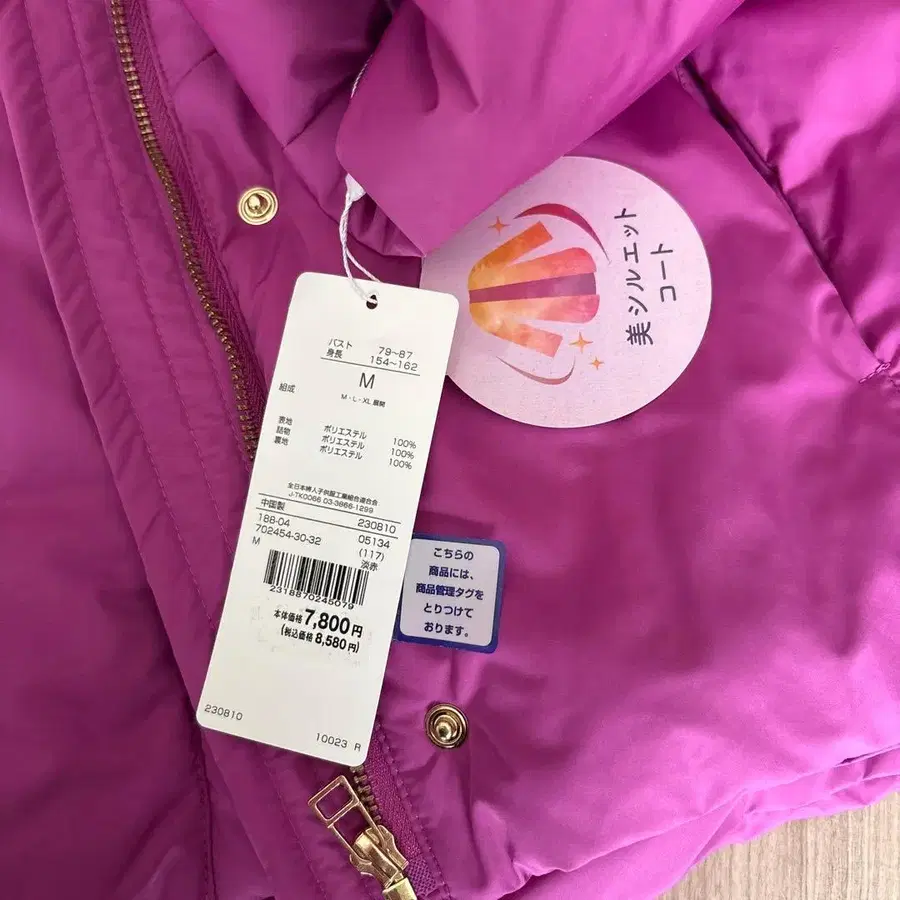 バスト 79~87
身長 154~162
M
M・L・XL展開
組成
表地 ポリエステル 100%
詰物 ポリエステル 100%
裏地 ポリエステル 100%
全日本婦人子供服工業組合連合会
J-TK0066 03-3866-1299
中国製 230810
188-04 05134
702454-30-32 (117)
M 淡赤
2318870245079
本体価格 7,800円
(税込価格 8,580円)
230810
10023 R
美シルエット
コート
こちらの
商品には、
商品管理タグを
とりつけて
おります。